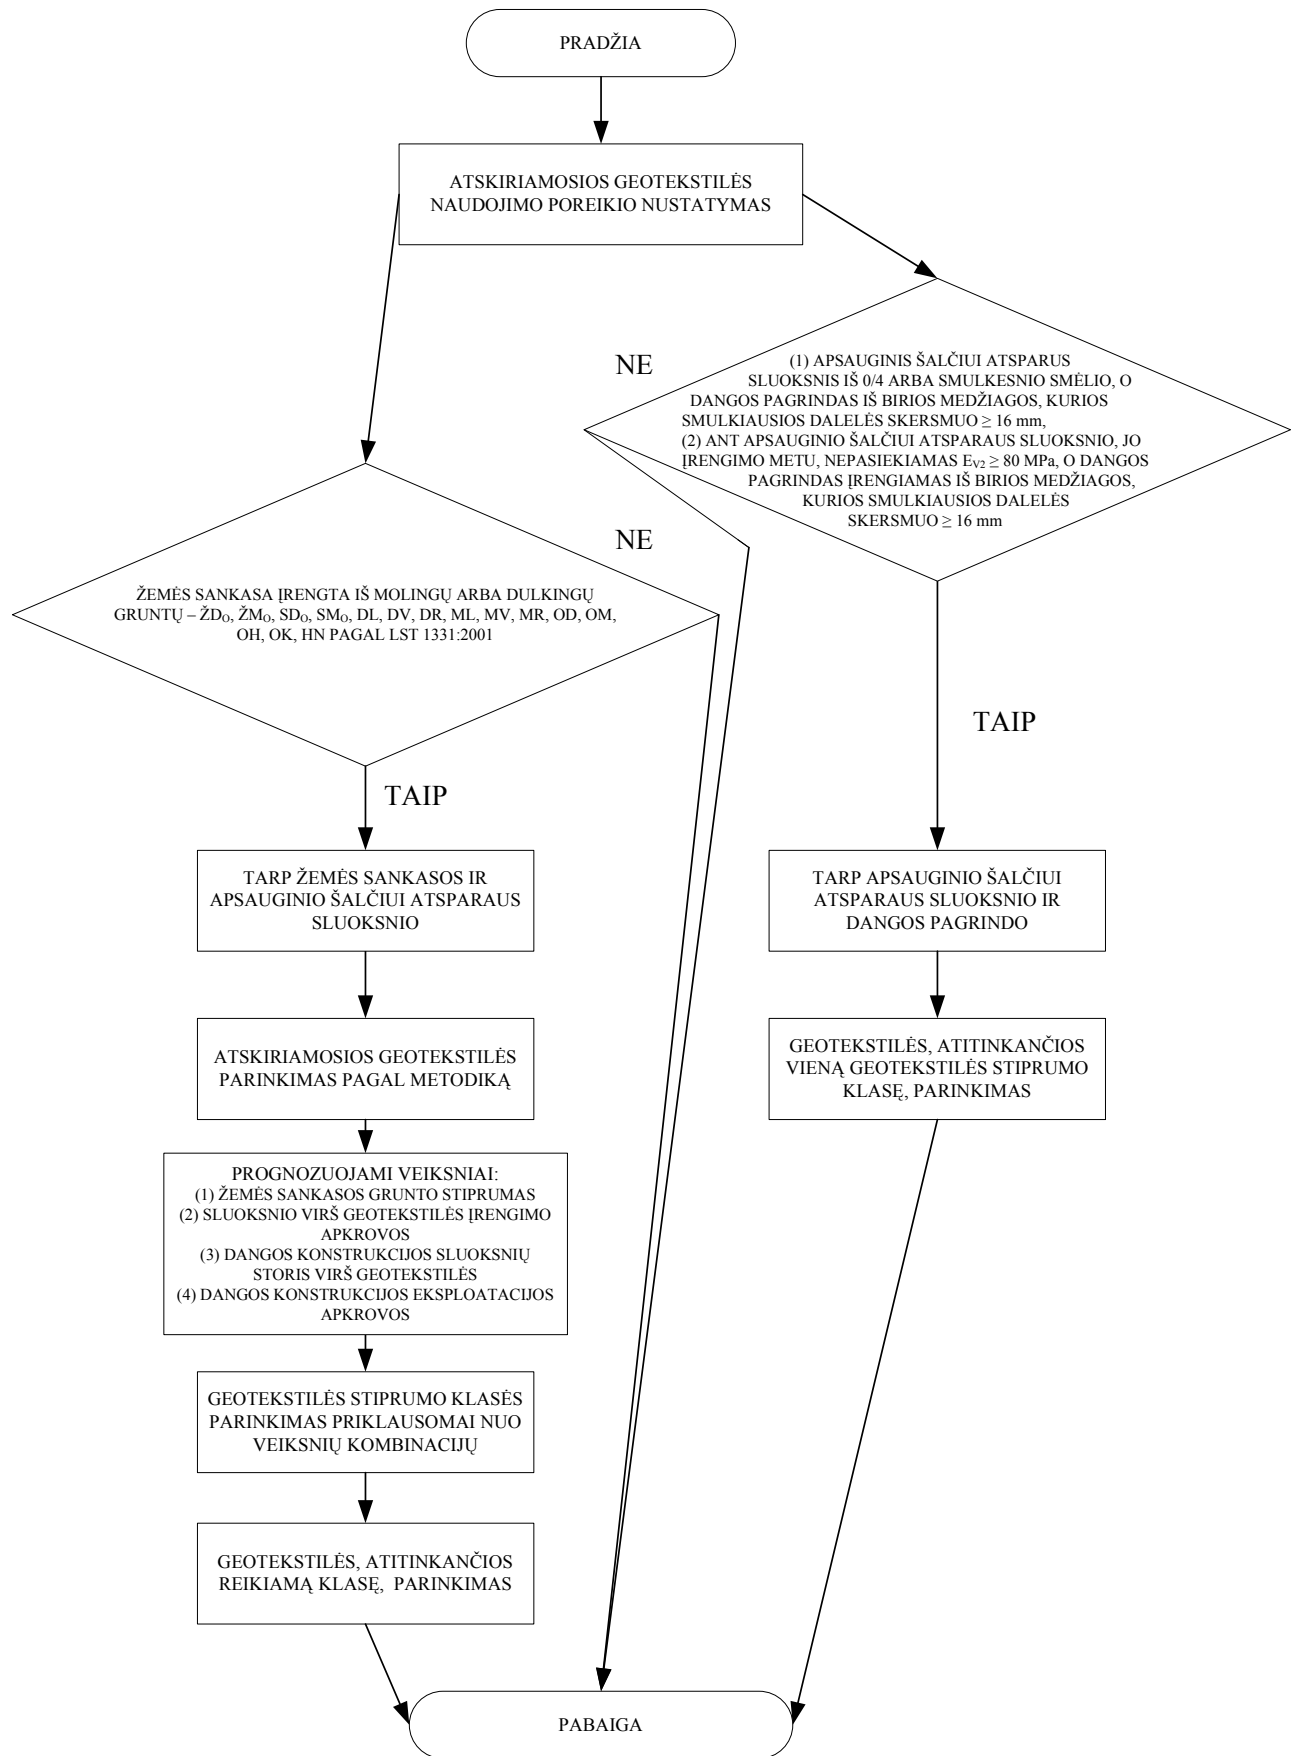 PRADŽIA
ATSKIRIAMOSIOS GEOTEKSTILĖS
NAUDOJIMO POREIKIO NUSTATYMAS
NE
(1) APSAUGINIS ŠALČIUI ATSPARUS
SLUOKSNIS IŠ 0/4 ARBA SMULKESNIO SMĖLIO, O
DANGOS PAGRINDAS IŠ BIRIOS MEDŽIAGOS, KURIOS
SMULKIAUSIOS DALELĖS SKERSMUO ≥ 16 mm,
(2) ANT APSAUGINIO ŠALČIUI ATSPARAUS SLUOKSNIO, JO
ĮRENGIMO METU, NEPASIEKIAMAS EV2 ≥ 80 MPa, O DANGOS
PAGRINDAS ĮRENGIAMAS IŠ BIRIOS MEDŽIAGOS,
KURIOS SMULKIAUSIOS DALELĖS
SKERSMUO ≥ 16 mm
NE
ŽEMĖS SANKASA ĮRENGTA IŠ MOLINGŲ ARBA DULKINGŲ
GRUNTŲ – ŽDO, ŽMO, SDO, SMO, DL, DV, DR, ML, MV, MR, OD, OM,
OH, OK, HN PAGAL LST 1331:2001
TAIP
TAIP
TARP ŽEMĖS SANKASOS IR
APSAUGINIO ŠALČIUI ATSPARAUS
SLUOKSNIO
TARP APSAUGINIO ŠALČIUI
ATSPARAUS SLUOKSNIO IR
DANGOS PAGRINDO
ATSKIRIAMOSIOS GEOTEKSTILĖS
PARINKIMAS PAGAL METODIKĄ
GEOTEKSTILĖS, ATITINKANČIOS
VIENĄ GEOTEKSTILĖS STIPRUMO
KLASĘ, PARINKIMAS
PROGNOZUOJAMI VEIKSNIAI:
(1) ŽEMĖS SANKASOS GRUNTO STIPRUMAS
(2) SLUOKSNIO VIRŠ GEOTEKSTILĖS ĮRENGIMO
APKROVOS
(3) DANGOS KONSTRUKCIJOS SLUOKSNIŲ
STORIS VIRŠ GEOTEKSTILĖS
(4) DANGOS KONSTRUKCIJOS EKSPLOATACIJOS
APKROVOS
GEOTEKSTILĖS STIPRUMO KLASĖS
PARINKIMAS PRIKLAUSOMAI NUO
VEIKSNIŲ KOMBINACIJŲ
GEOTEKSTILĖS, ATITINKANČIOS
REIKIAMĄ KLASĘ, PARINKIMAS
PABAIGA